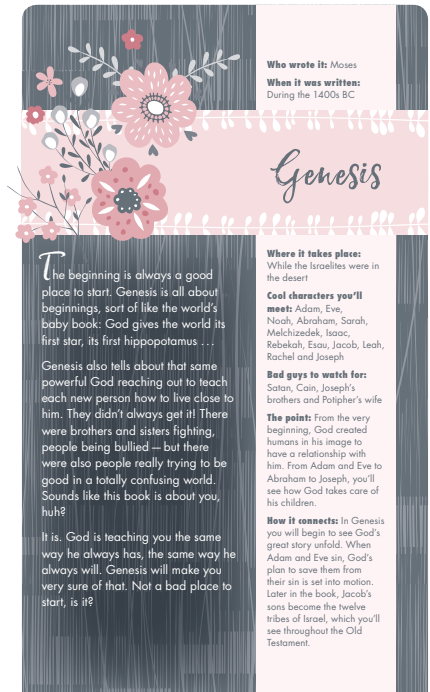 Who wrote it: Moses
When it was written:
During the 1400s BC
Genesis
The beginning is always a good
place to start. Genesis is all about
beginnings, sort of like the world's
baby book: God gives the world its
first star, its first hippopotamus . . .
Genesis also tells about that same
powerful God reaching out to teach
each new person how to live close to
him. They didn't always get it! There
were brothers and sisters fighting,
people being bullied — but there
were also people really trying to be
good in a totally confusing world.
Sounds like this book is about you,
huh?
It is. God is teaching you the same
way he always has, the same way he
always will. Genesis will make you
very sure of that. Not a bad place to
start, is it?
Where it takes place:
While the Israelites were in
the desert
Cool characters you'll
meet: Adam, Eve,
Noah, Abraham, Sarah,
Melchizedek, Isaac,
Rebekah, Esau, Jacob, Leah,
Rachel and Joseph
Bad guys to watch for:
Satan, Cain, Joseph's
brothers and Potipher's wife
The point: From the very
beginning, God created
humans in his image to
have a relationship with
him. From Adam and Eve to
Abraham to Joseph, you'll
see how God takes care of
his children.
How it connects: In Genesis
you will begin to see God's
great story unfold. When
Adam and Eve sin, God's
plan to save them from
their sin is set into motion.
Later in the book, Jacob's
sons become the twelve
tribes of Israel, which you'll
see throughout the Old
Testament.